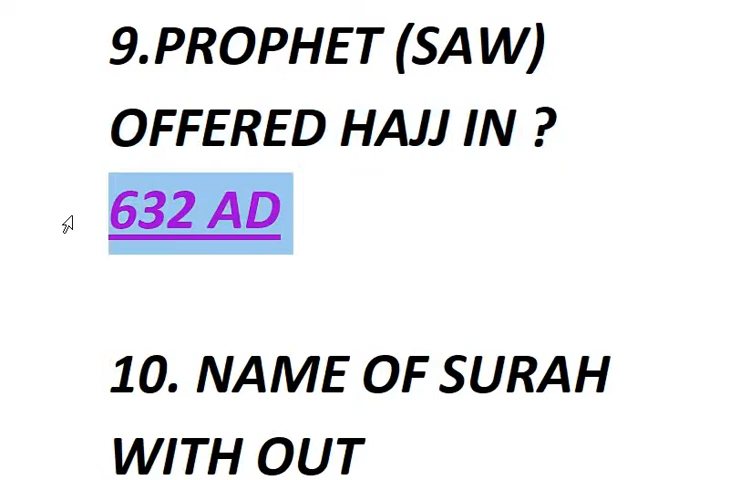 9.PROPHET (SAW)
OFFERED HAJJ IN ?
632 AD
10. NAME OF SURAH
WITH OUT